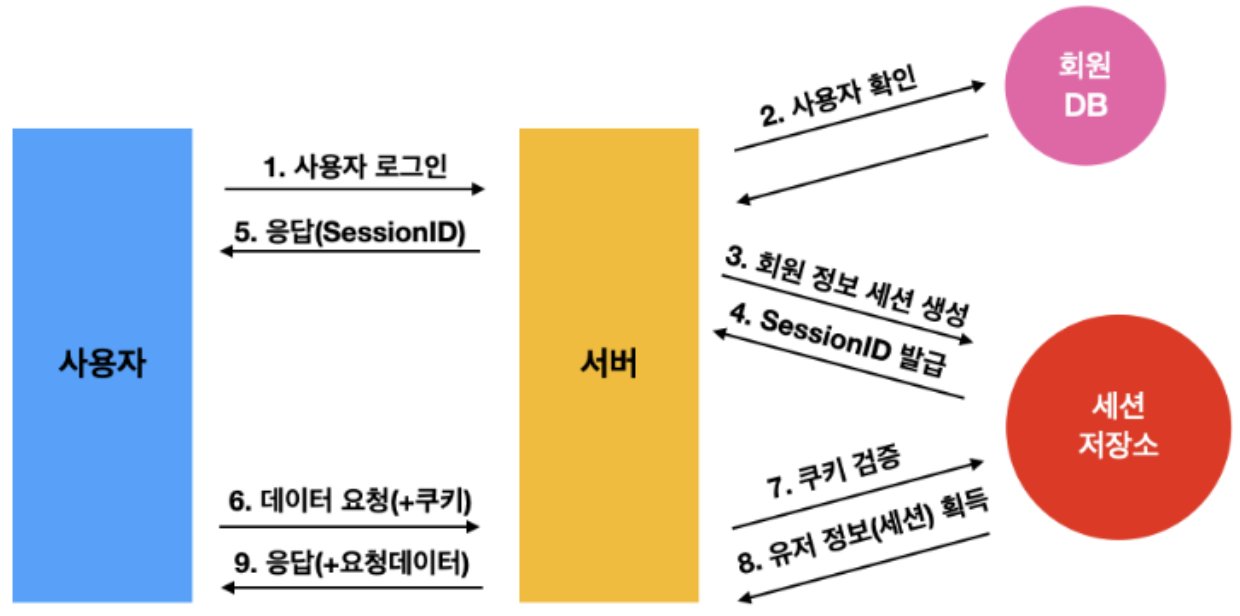 회원
DB
2. 사용자 확인
1. 사용자 로그인
5. 응답(SessionID)
3. 회원 정보 세션 생성
4. SessionID 발급
사용자
서버
세션
저장소
7. 쿠키 검증
6. 데이터 요청(+쿠키)
8. 유저 정보(세션) 획득
9. 응답(+요청데이터)